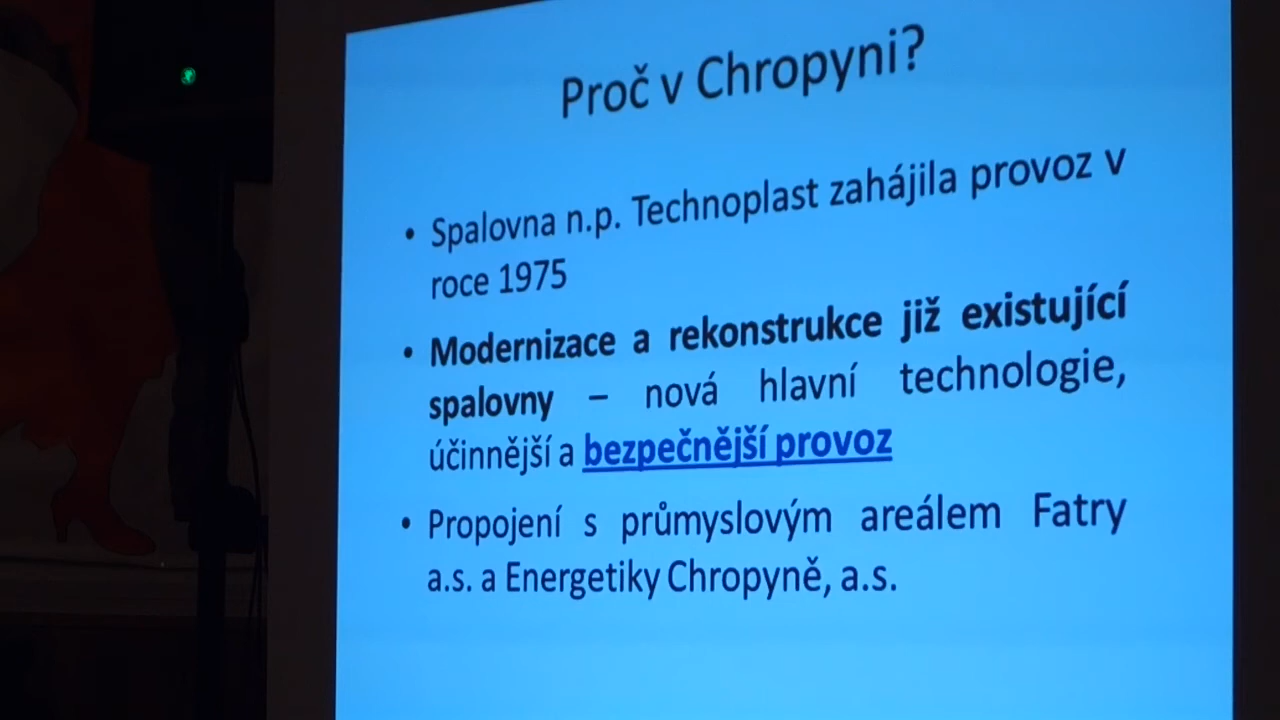 Proč v Chropyni?
• Spalovna n.p. Technoplast zahájila provoz v
roce 1975
• Modernizace a rekonstrukce již existující
spalovny – nová hlavní technologie,
účinnější a bezpečnější provoz
• Propojení s průmyslovým areálem Fatry
a.s. a Energetiky Chropyně, a.s.